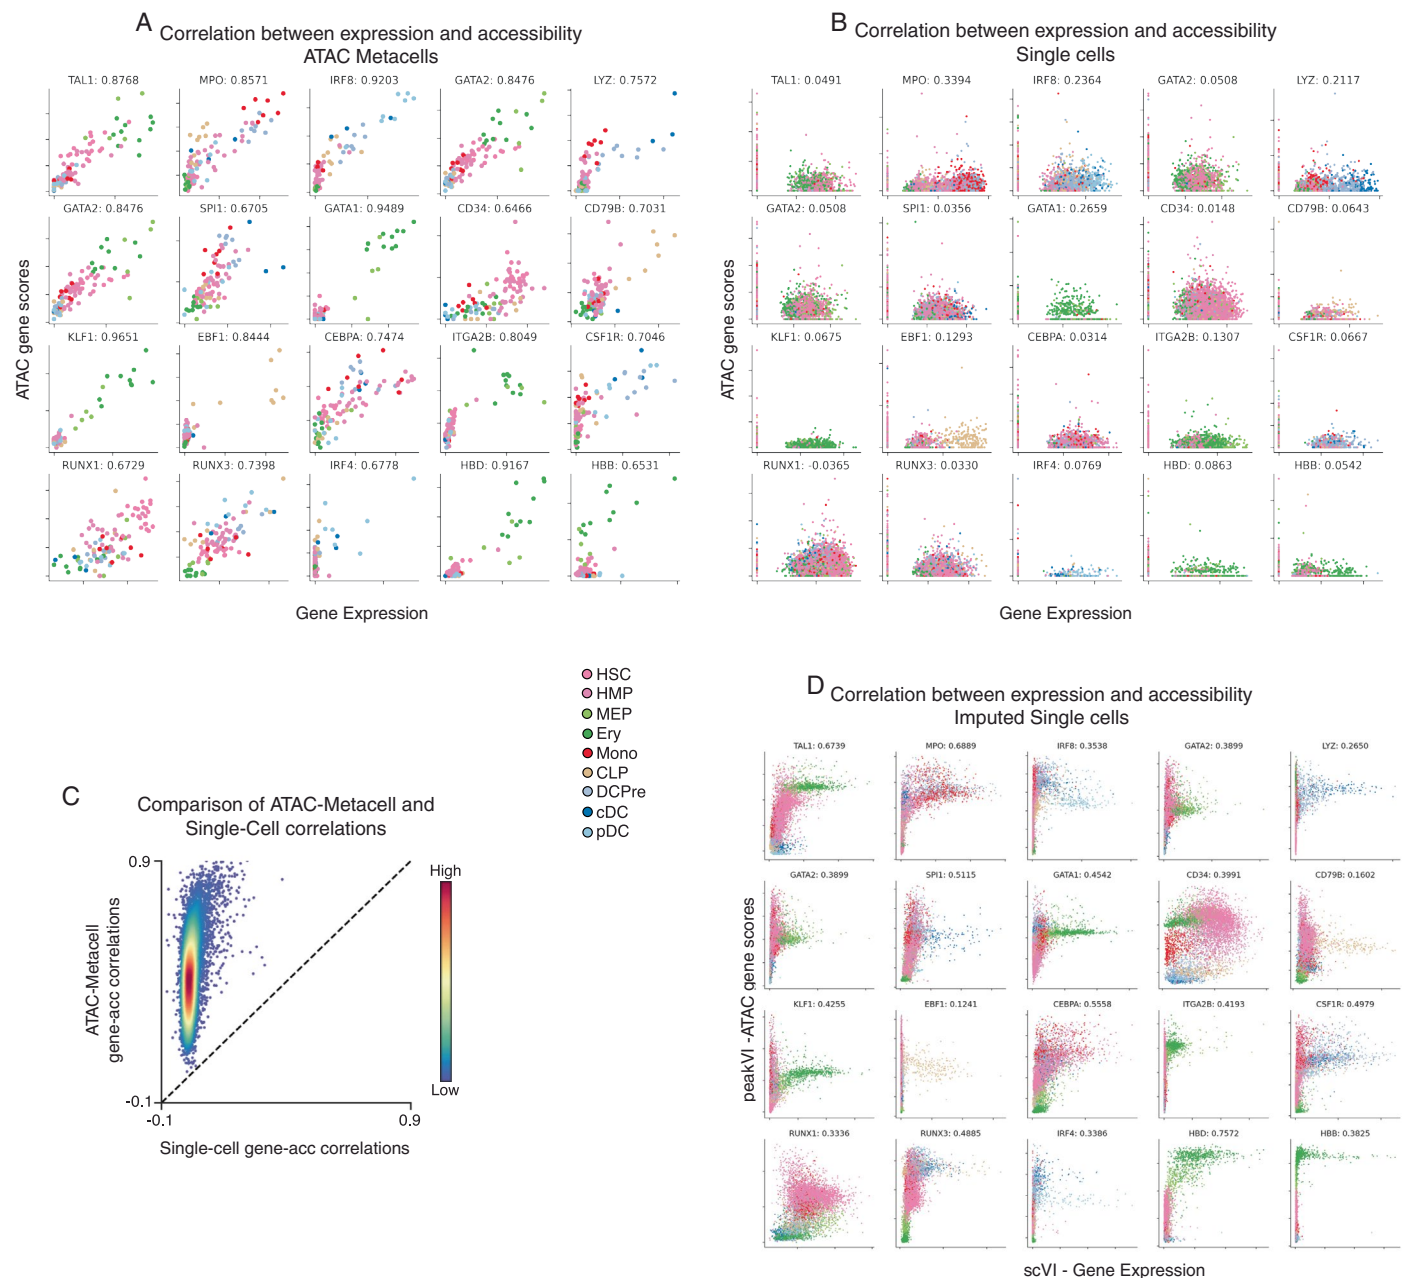 A Correlation between expression and accessibility
ATAC Metacells
TAL1: 0.8768
MPO: 0.8571
IRF8: 0.9203
GATA2: 0.8476
LYZ: 0.7572
GATA2: 0.8476
SPI1: 0.6705
GATA1: 0.9489
CD34: 0.6466
CD79B: 0.7031
KLF1: 0.9651
EBF1: 0.8444
CEBPA: 0.7474
ITGA2B: 0.8049
CSF1R: 0.7046
RUNX1: 0.6729
RUNX3: 0.7398
IRF4: 0.6778
HBD: 0.9167
HBB: 0.6531
ATAC gene scores
Gene Expression
B Correlation between expression and accessibility
Single cells
TAL1: 0.0491
MPO: 0.3394
IRF8: 0.2364
GATA2: 0.0508
LYZ: 0.2117
GATA2: 0.0508
SPI1: 0.0356
GATA1: 0.2659
CD34: 0.0148
CD79B: 0.0643
KLF1: 0.0675
EBF1: 0.1293
CEBPA: 0.0314
ITGA2B: 0.1307
CSF1R: 0.0667
RUNX1: -0.0365
RUNX3: 0.0330
IRF4: 0.0769
HBD: 0.0863
HBB: 0.0542
ATAC gene scores
Gene Expression
HSC
HMP
MEP
Ery
Mono
CLP
DCPre
cDC
pDC
C
Comparison of ATAC-Metacell and
Single-Cell correlations
0.9
-0.1
-0.1
0.9
ATAC-Metacell
gene-acc correlations
Single-cell gene-acc correlations
High
Low
D Correlation between expression and accessibility
Imputed Single cells
TAL1: 0.6739
MPO: 0.6889
IRF8: 0.3538
GATA2: 0.3899
LYZ: 0.2650
GATA2: 0.3899
SPI1: 0.5115
GATA1: 0.4542
CD34: 0.3991
CD79B: 0.1602
KLF1: 0.4255
EBF1: 0.1241
CEBPA: 0.5558
ITGA2B: 0.4193
CSF1R: 0.4979
RUNX1: 0.3336
RUNX3: 0.4885
IRF4: 0.3386
HBD: 0.7572
HBB: 0.3825
peakVI -ATAC gene scores
scVI - Gene Expression